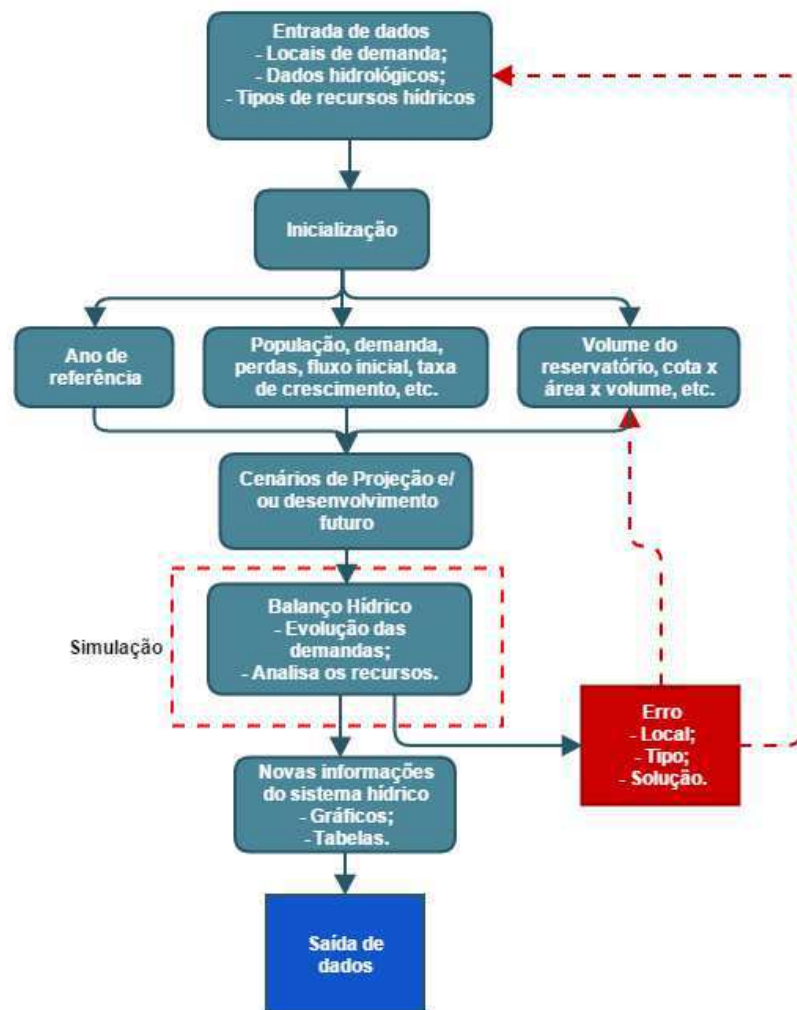 Entrada de dados
- Locais de demanda;
- Dados hidrológicos;
- Tipos de recursos hídricos
Inicialização
Ano de
referência
População, demanda,
perdas, fluxo inicial, taxa
de crescimento, etc.
Volume do
reservatório, cota x
área x volume, etc.
Cenários de Projeção e/
ou desenvolvimento
futuro
Simulação
Balanço Hídrico
- Evolução das
demandas;
- Analisa os recursos.
Erro
- Local;
- Tipo;
- Solução.
Novas informações
do sistema hídrico
- Gráficos;
- Tabelas.
Saída de
dados